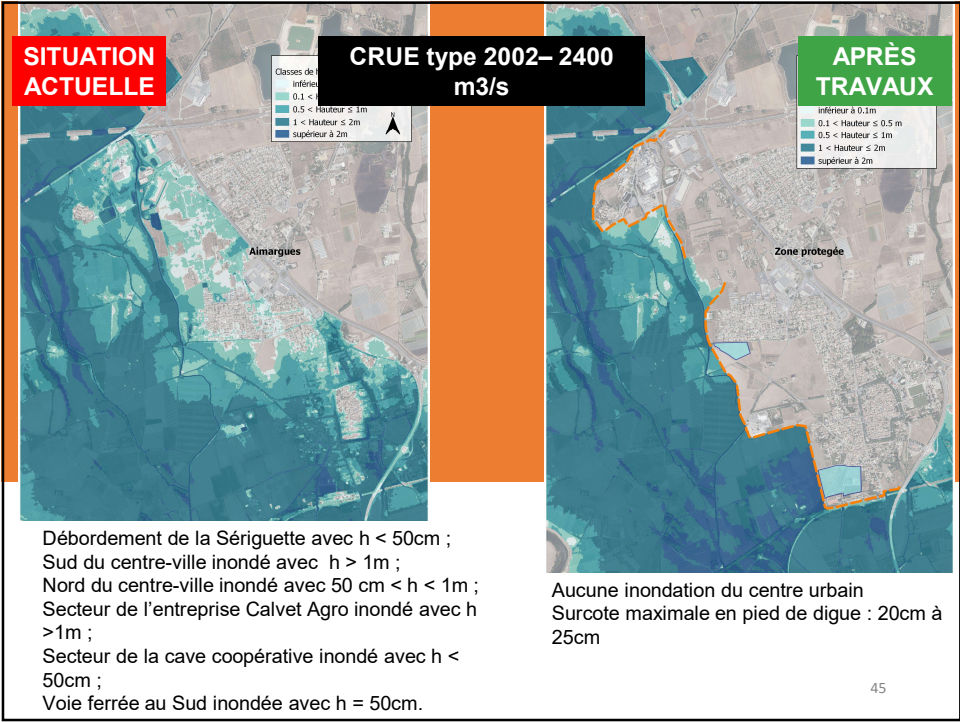 SITUATION
ACTUELLE
CRUE type 2002– 2400
m3/s
APRÈS
TRAVAUX
Classes de
0.1 <
0.5 < Hauteur ≤ 1m
1 < Hauteur ≤ 2m
supérieur à 2m
N
Aimargues
inférieur à 0.1m
0.1 < Hauteur ≤ 0.5 m
0.5 < Hauteur ≤ 1m
1 < Hauteur ≤ 2m
supérieur à 2m
Zone protegée
Débordement de la Sériguette avec h < 50cm ;
Sud du centre-ville inondé avec h > 1m ;
Nord du centre-ville inondé avec 50 cm < h < 1m ;
Secteur de l’entreprise Calvet Agro inondé avec h
>1m ;
Secteur de la cave coopérative inondé avec h <
50cm ;
Voie ferrée au Sud inondée avec h = 50cm.
Aucune inondation du centre urbain
Surcote maximale en pied de digue : 20cm à
25cm
45